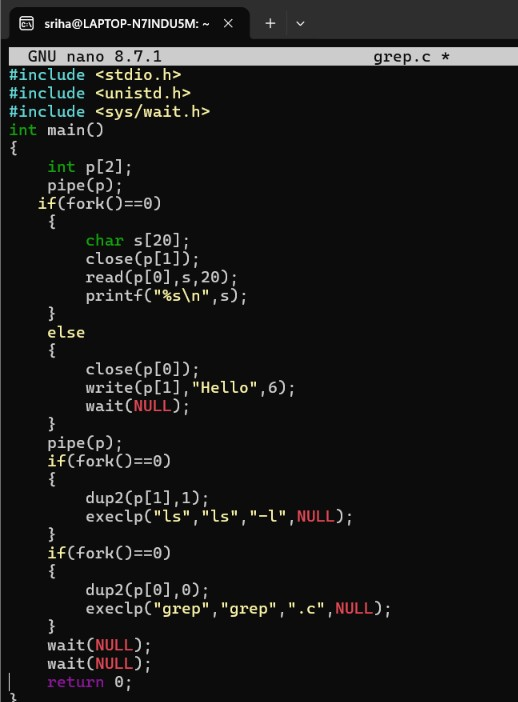 sriha@LAPTOP-N7INDU5M: ~
GNU nano 8.7.1 grep.c *
#include <stdio.h>
#include <unistd.h>
#include <sys/wait.h>
int main()
{
    int p[2];
    pipe(p);
   if(fork()==0)
    {
        char s[20];
        close(p[1]);
        read(p[0],s,20);
        printf("%s\n",s);
    }
    else
    {
        close(p[0]);
        write(p[1],"Hello",6);
        wait(NULL);
    }
    pipe(p);
    if(fork()==0)
    {
        dup2(p[1],1);
        execlp("ls","ls","-l",NULL);
    }
    if(fork()==0)
    {
        dup2(p[0],0);
        execlp("grep","grep",".c",NULL);
    }
    wait(NULL);
    wait(NULL);
    return 0;
}